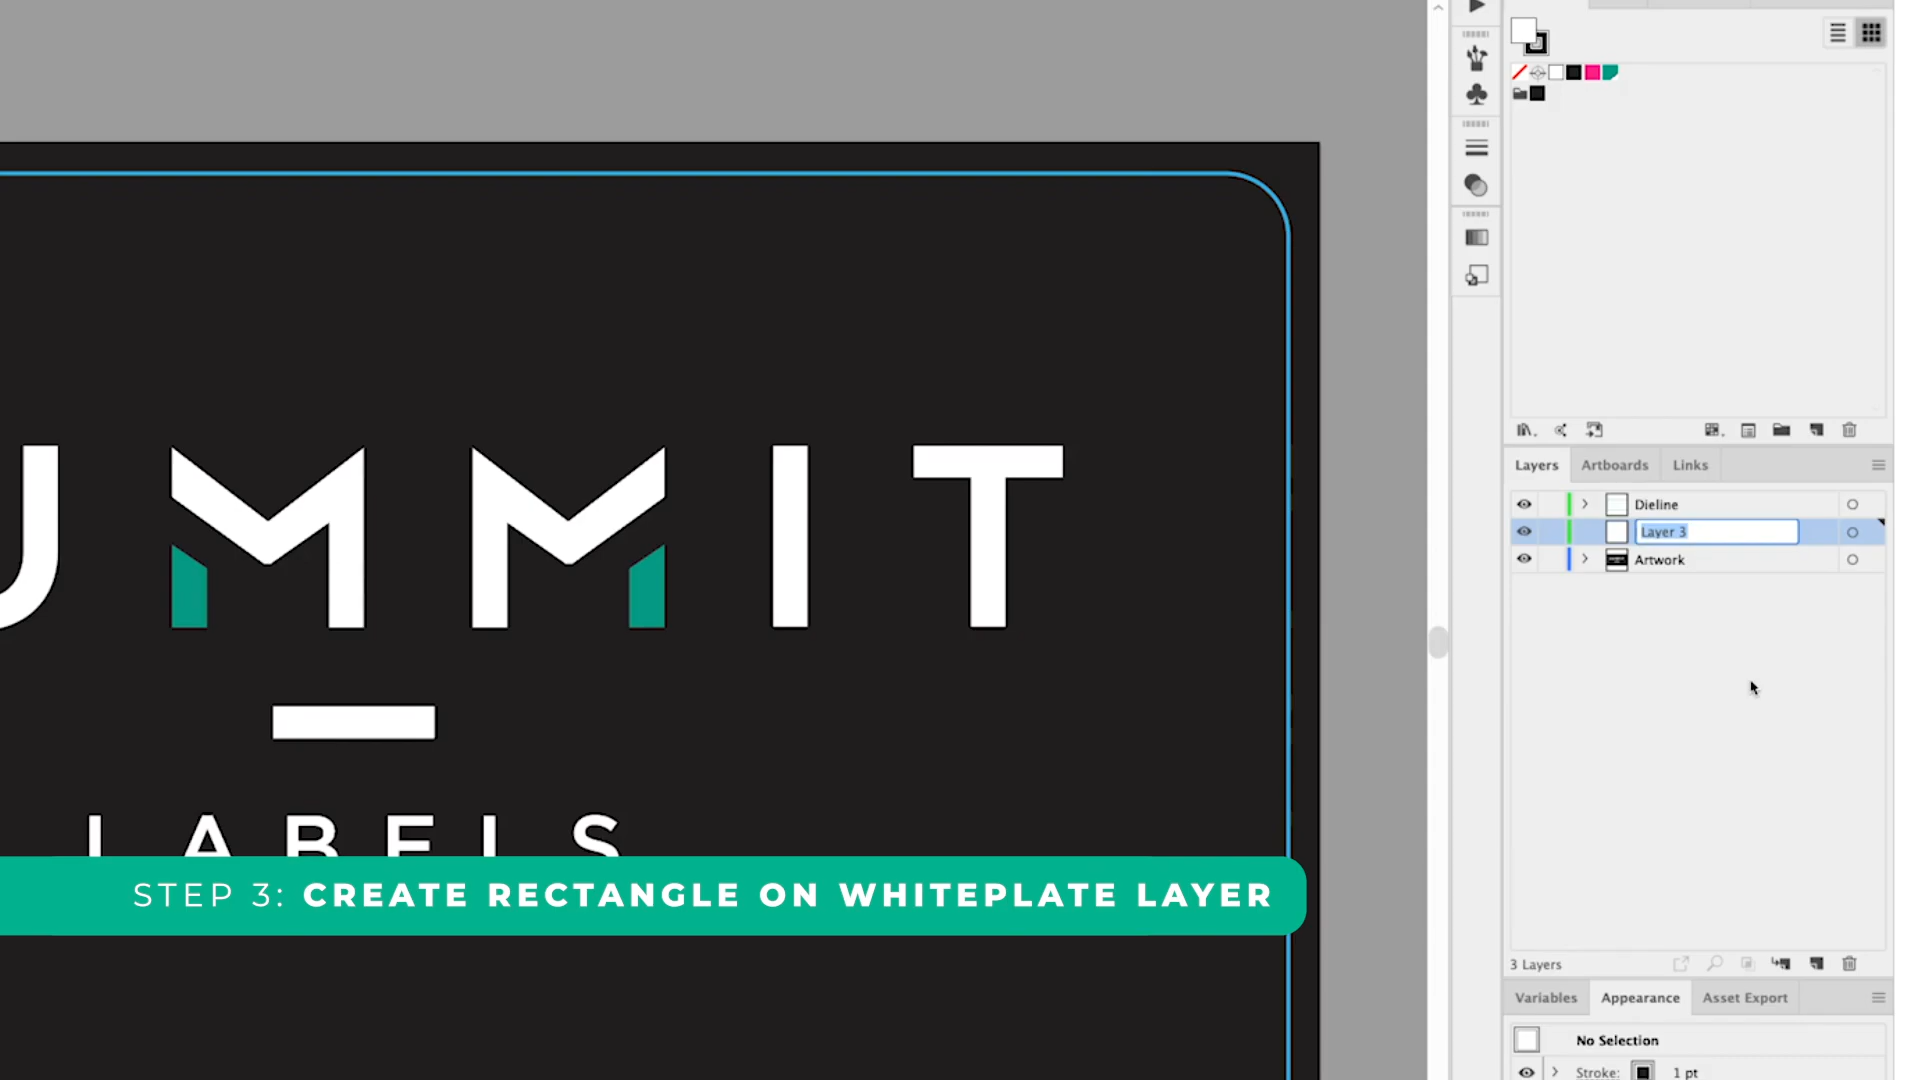 UMMIT
LABELS
STEP 3: CREATE RECTANGLE ON WHITEPLATE LAYER
Layers Artboards Links
Dieline
Layer 3
Artwork
3 Layers
Variables Appearance Asset Export
No Selection
Stroke: 1 pt